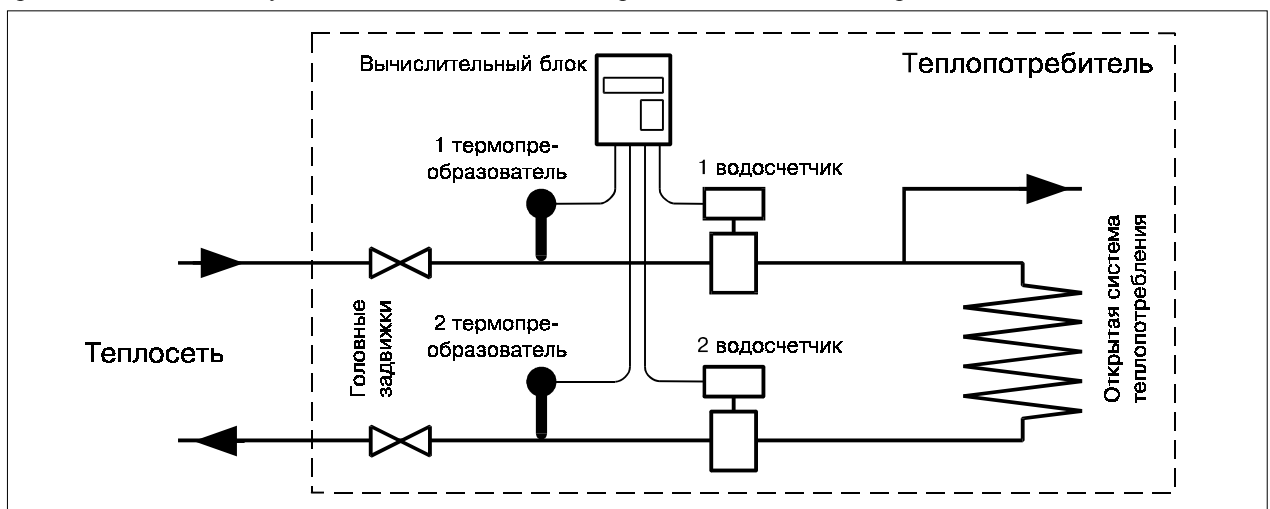 Вычислительный блок
Теплопотребитель
1 термопре-
образователь
1 водосчетчик
Теплосеть
Головные
задвижки
2 термопре-
образователь
2 водосчетчик
Открытая система
теплопотребления